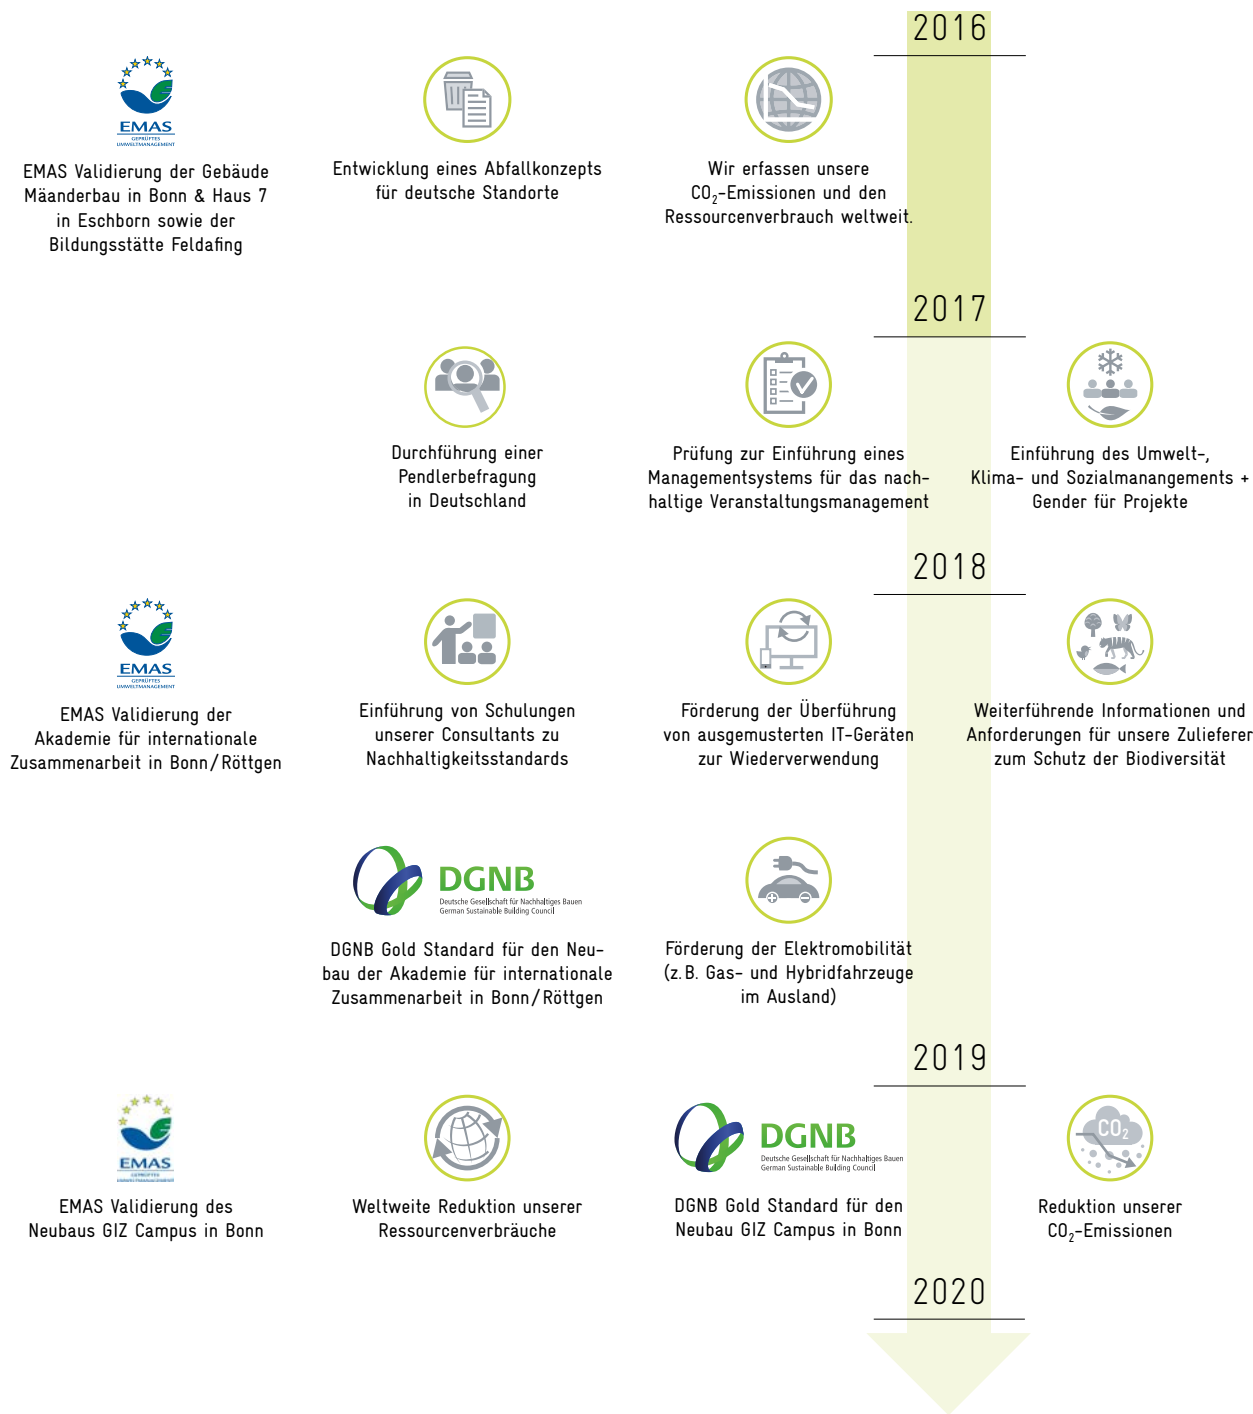 2016
EMAS
GEPRÜFTES
UMWELTMANAGEMENT
EMAS Validierung der Gebäude
Mäanderbau in Bonn & Haus 7
in Eschborn sowie der
Bildungsstätte Feldafing
Entwicklung eines Abfallkonzepts
für deutsche Standorte
Wir erfassen unsere
CO₂-Emissionen und den
Ressourcenverbrauch weltweit.
2017
Durchführung einer
Pendlerbefragung
in Deutschland
Prüfung zur Einführung eines
Managementsystems für das nach-
haltige Veranstaltungsmanagement
Einführung des Umwelt-,
Klima- und Sozialmanangements +
Gender für Projekte
2018
EMAS
GEPRÜFTES
UMWELTMANAGEMENT
EMAS Validierung der
Akademie für internationale
Zusammenarbeit in Bonn/Röttgen
Einführung von Schulungen
unserer Consultants zu
Nachhaltigkeitsstandards
Förderung der Überführung
von ausgemusterten IT-Geräten
zur Wiederverwendung
Weiterführende Informationen und
Anforderungen für unsere Zulieferer
zum Schutz der Biodiversität
DGNB
Deutsche Gesellschaft für Nachhaltiges Bauen
German Sustainable Building Council
DGNB Gold Standard für den Neu-
bau der Akademie für internationale
Zusammenarbeit in Bonn/Röttgen
Förderung der Elektromobilität
(z.B. Gas- und Hybridfahrzeuge
im Ausland)
2019
EMAS
GEPRÜFTES
UMWELTMANAGEMENT
EMAS Validierung des
Neubaus GIZ Campus in Bonn
Weltweite Reduktion unserer
Ressourcenverbräuche
DGNB
Deutsche Gesellschaft für Nachhaltiges Bauen
German Sustainable Building Council
DGNB Gold Standard für den
Neubau GIZ Campus in Bonn
CO₂
Reduktion unserer
CO₂-Emissionen
2020